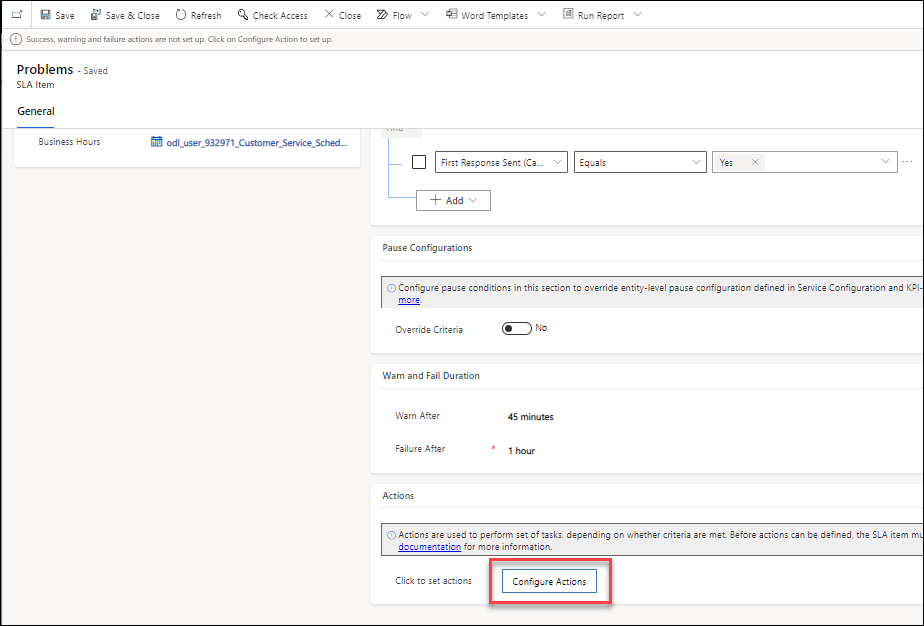 Save Save & Close Refresh Check Access Close Flow Word Templates Run Report
Success, warning and failure actions are not set up. Click on Configure Action to set up.
Problems - Saved
SLA Item
General
Business Hours odl_user_932971_Customer_Service_Sched...
First Response Sent (Ca... Equals Yes
Add
Pause Configurations
Configure pause conditions in this section to override entity-level pause configuration defined in Service Configuration and KPI-
more.
Override Criteria No
Warn and Fail Duration
Warn After 45 minutes
Failure After * 1 hour
Actions
Actions are used to perform set of tasks, depending on whether criteria are met. Before actions can be defined, the SLA item mu
documentation for more information.
Click to set actions Configure Actions